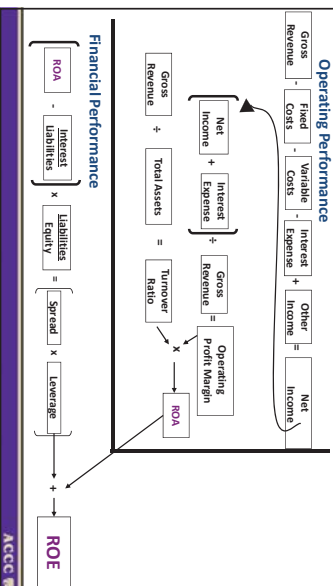 Operating Performance
Gross Revenue - Fixed Costs - Variable Costs - Interest Expense + Other Income = Net Income
[ Net Income + Interest Expense ] ÷ Gross Revenue = Operating Profit Margin
Gross Revenue ÷ Total Assets = Turnover Ratio
x
ROA
Financial Performance
[ ROA - Interest Liabilities ] x Liabilities Equity = [ Spread x Leverage ] + ROE
ACCC